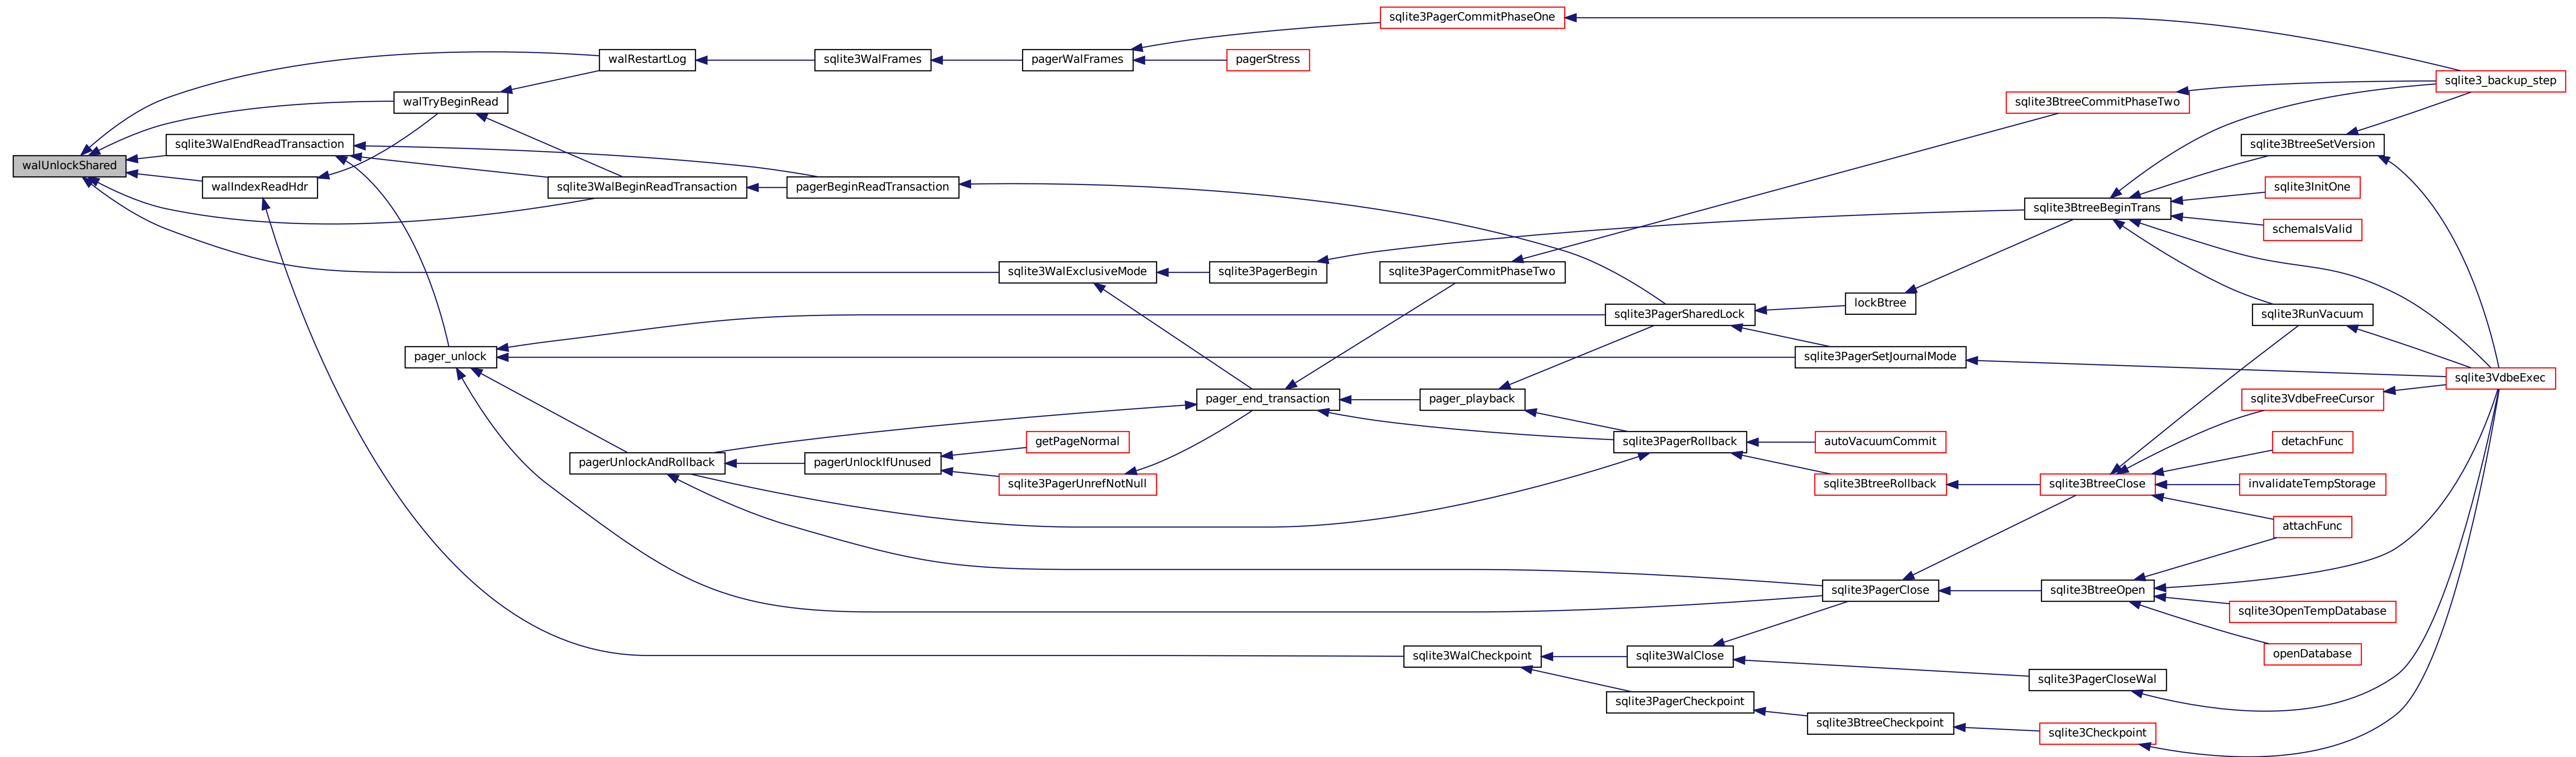 sqlite3PagerCommitPhaseOne
walRestartLog
sqlite3WalFrames
pagerWalFrames
pagerStress
sqlite3_backup_step
walTryBeginRead
sqlite3BtreeCommitPhaseTwo
sqlite3WalEndReadTransaction
sqlite3BtreeSetVersion
walUnlockShared
walIndexReadHdr
sqlite3WalBeginReadTransaction
pagerBeginReadTransaction
sqlite3InitOne
sqlite3BtreeBeginTrans
schemaIsValid
sqlite3WalExclusiveMode
sqlite3PagerBegin
sqlite3PagerCommitPhaseTwo
lockBtree
sqlite3PagerSharedLock
sqlite3RunVacuum
pager_unlock
sqlite3PagerSetJournalMode
sqlite3VdbeExec
pager_end_transaction
pager_playback
sqlite3VdbeFreeCursor
getPageNormal
sqlite3PagerRollback
autoVacuumCommit
detachFunc
pagerUnlockAndRollback
pagerUnlockIfUnused
sqlite3PagerUnrefNotNull
sqlite3BtreeRollback
sqlite3BtreeClose
invalidateTempStorage
attachFunc
sqlite3PagerClose
sqlite3BtreeOpen
sqlite3OpenTempDatabase
sqlite3WalCheckpoint
sqlite3WalClose
openDatabase
sqlite3PagerCloseWal
sqlite3PagerCheckpoint
sqlite3BtreeCheckpoint
sqlite3Checkpoint